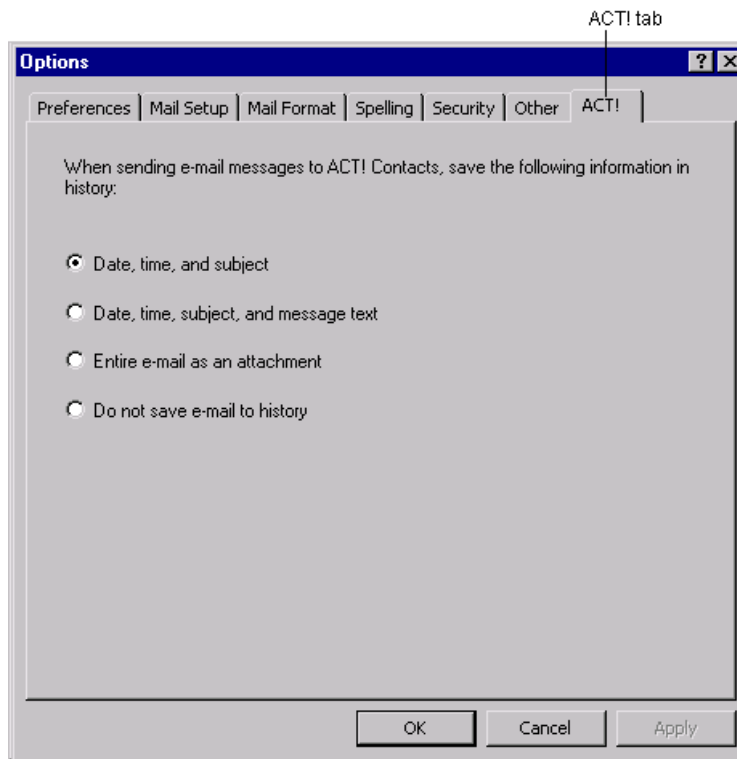 ACT! tab
Options
Preferences Mail Setup Mail Format Spelling Security Other ACT!
When sending e-mail messages to ACT! Contacts, save the following information in
history:
Date, time, and subject
Date, time, subject, and message text
Entire e-mail as an attachment
Do not save e-mail to history
OK Cancel Apply